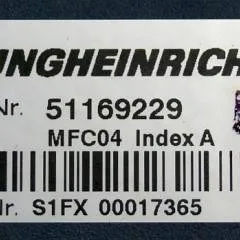 UNGHEINRICH
Nr. 51169229
MFC04 Index A
Nr. S1FX 00017365